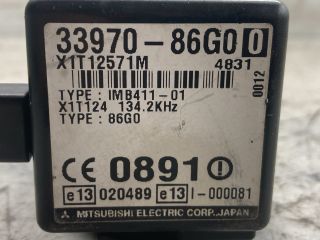 33970-86G0 0
X1T12571M 4831
TYPE : IMB411-01
X1T124 134.2KHz
TYPE : 86G0
0012
CE 0891
e13 020489 e13 I-000081
MITSUBISHI ELECTRIC CORP.,JAPAN